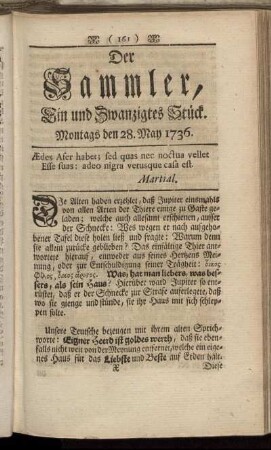 ( 161 )
Der
Sammler,
Ein und Zwanzigtes Stück.
Montags den 28. May 1736.
Ædes Afer habet; sed quas nec noctua vellet
Esse suas: adeo nigra vetusque casa est.
Martial.
Die Alten haben erzehlet, daß Jupiter einsmahls
von allen Arten der Thiere einige zu Gaste ge-
laden; welche auch allesamt erschienen, ausser
der Schnecke: Wes wegen er nach aufgeho-
bener Tafel diese holen ließ und fragte: Warum denn
sie allein zurücke geblieben? Das einfältige Thier ant-
wortete hierauf, entweder aus seines Hertzens Mei-
nung, oder zur Entschuldigung seiner Trägheit:
Was, hat man liebers, was bes-
sers, als sein Haus? Hierüber ward Jupiter so ent-
rüstet, daß er der Schnecke zur Strafe auferlegete, daß
wo sie gienge und stünde, sie ihr Haus mit sich schlep-
pen solte.
Unsere Teutsche bezeugen mit ihrem alten Sprich-
worte: Eigner Heerd ist goldes werth, daß sie eben-
falls nicht weit von der Meynung entfernet, welche ein eige-
nes Haus für das Liebste und Beste auf Erden hält.
Diese